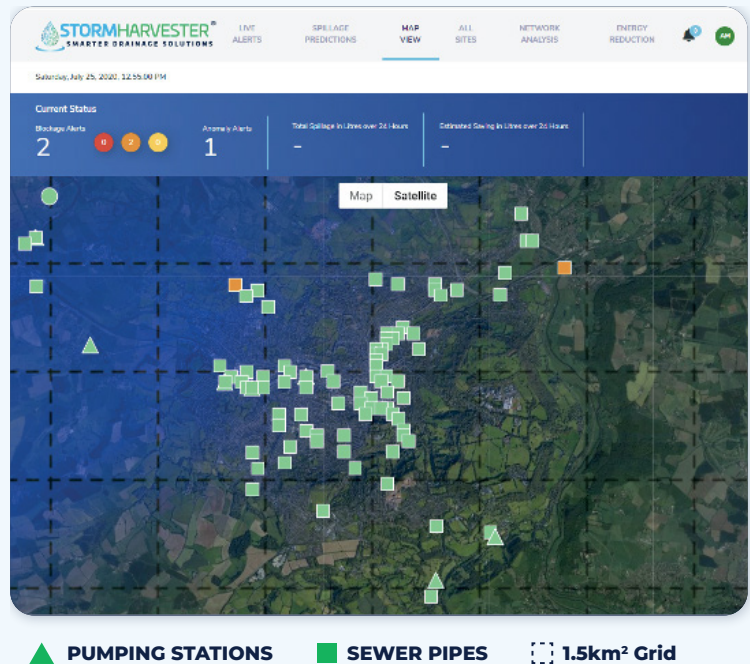 STORMHARVESTER®
SMARTER DRAINAGE SOLUTIONS
LIVE ALERTS
SPILLAGE PREDICTIONS
MAP VIEW
ALL SITES
NETWORK ANALYSIS
ENERGY REDUCTION
AM
Saturday, July 25, 2020, 12:55:00 PM
Current Status
Blockage Alerts
2
0 2 0
Anomaly Alerts
1
Total Spillage in Litres over 24 Hours
-
Estimated Saving in Litres over 24 Hours
-
Map Satellite
PUMPING STATIONS SEWER PIPES 1.5km² Grid